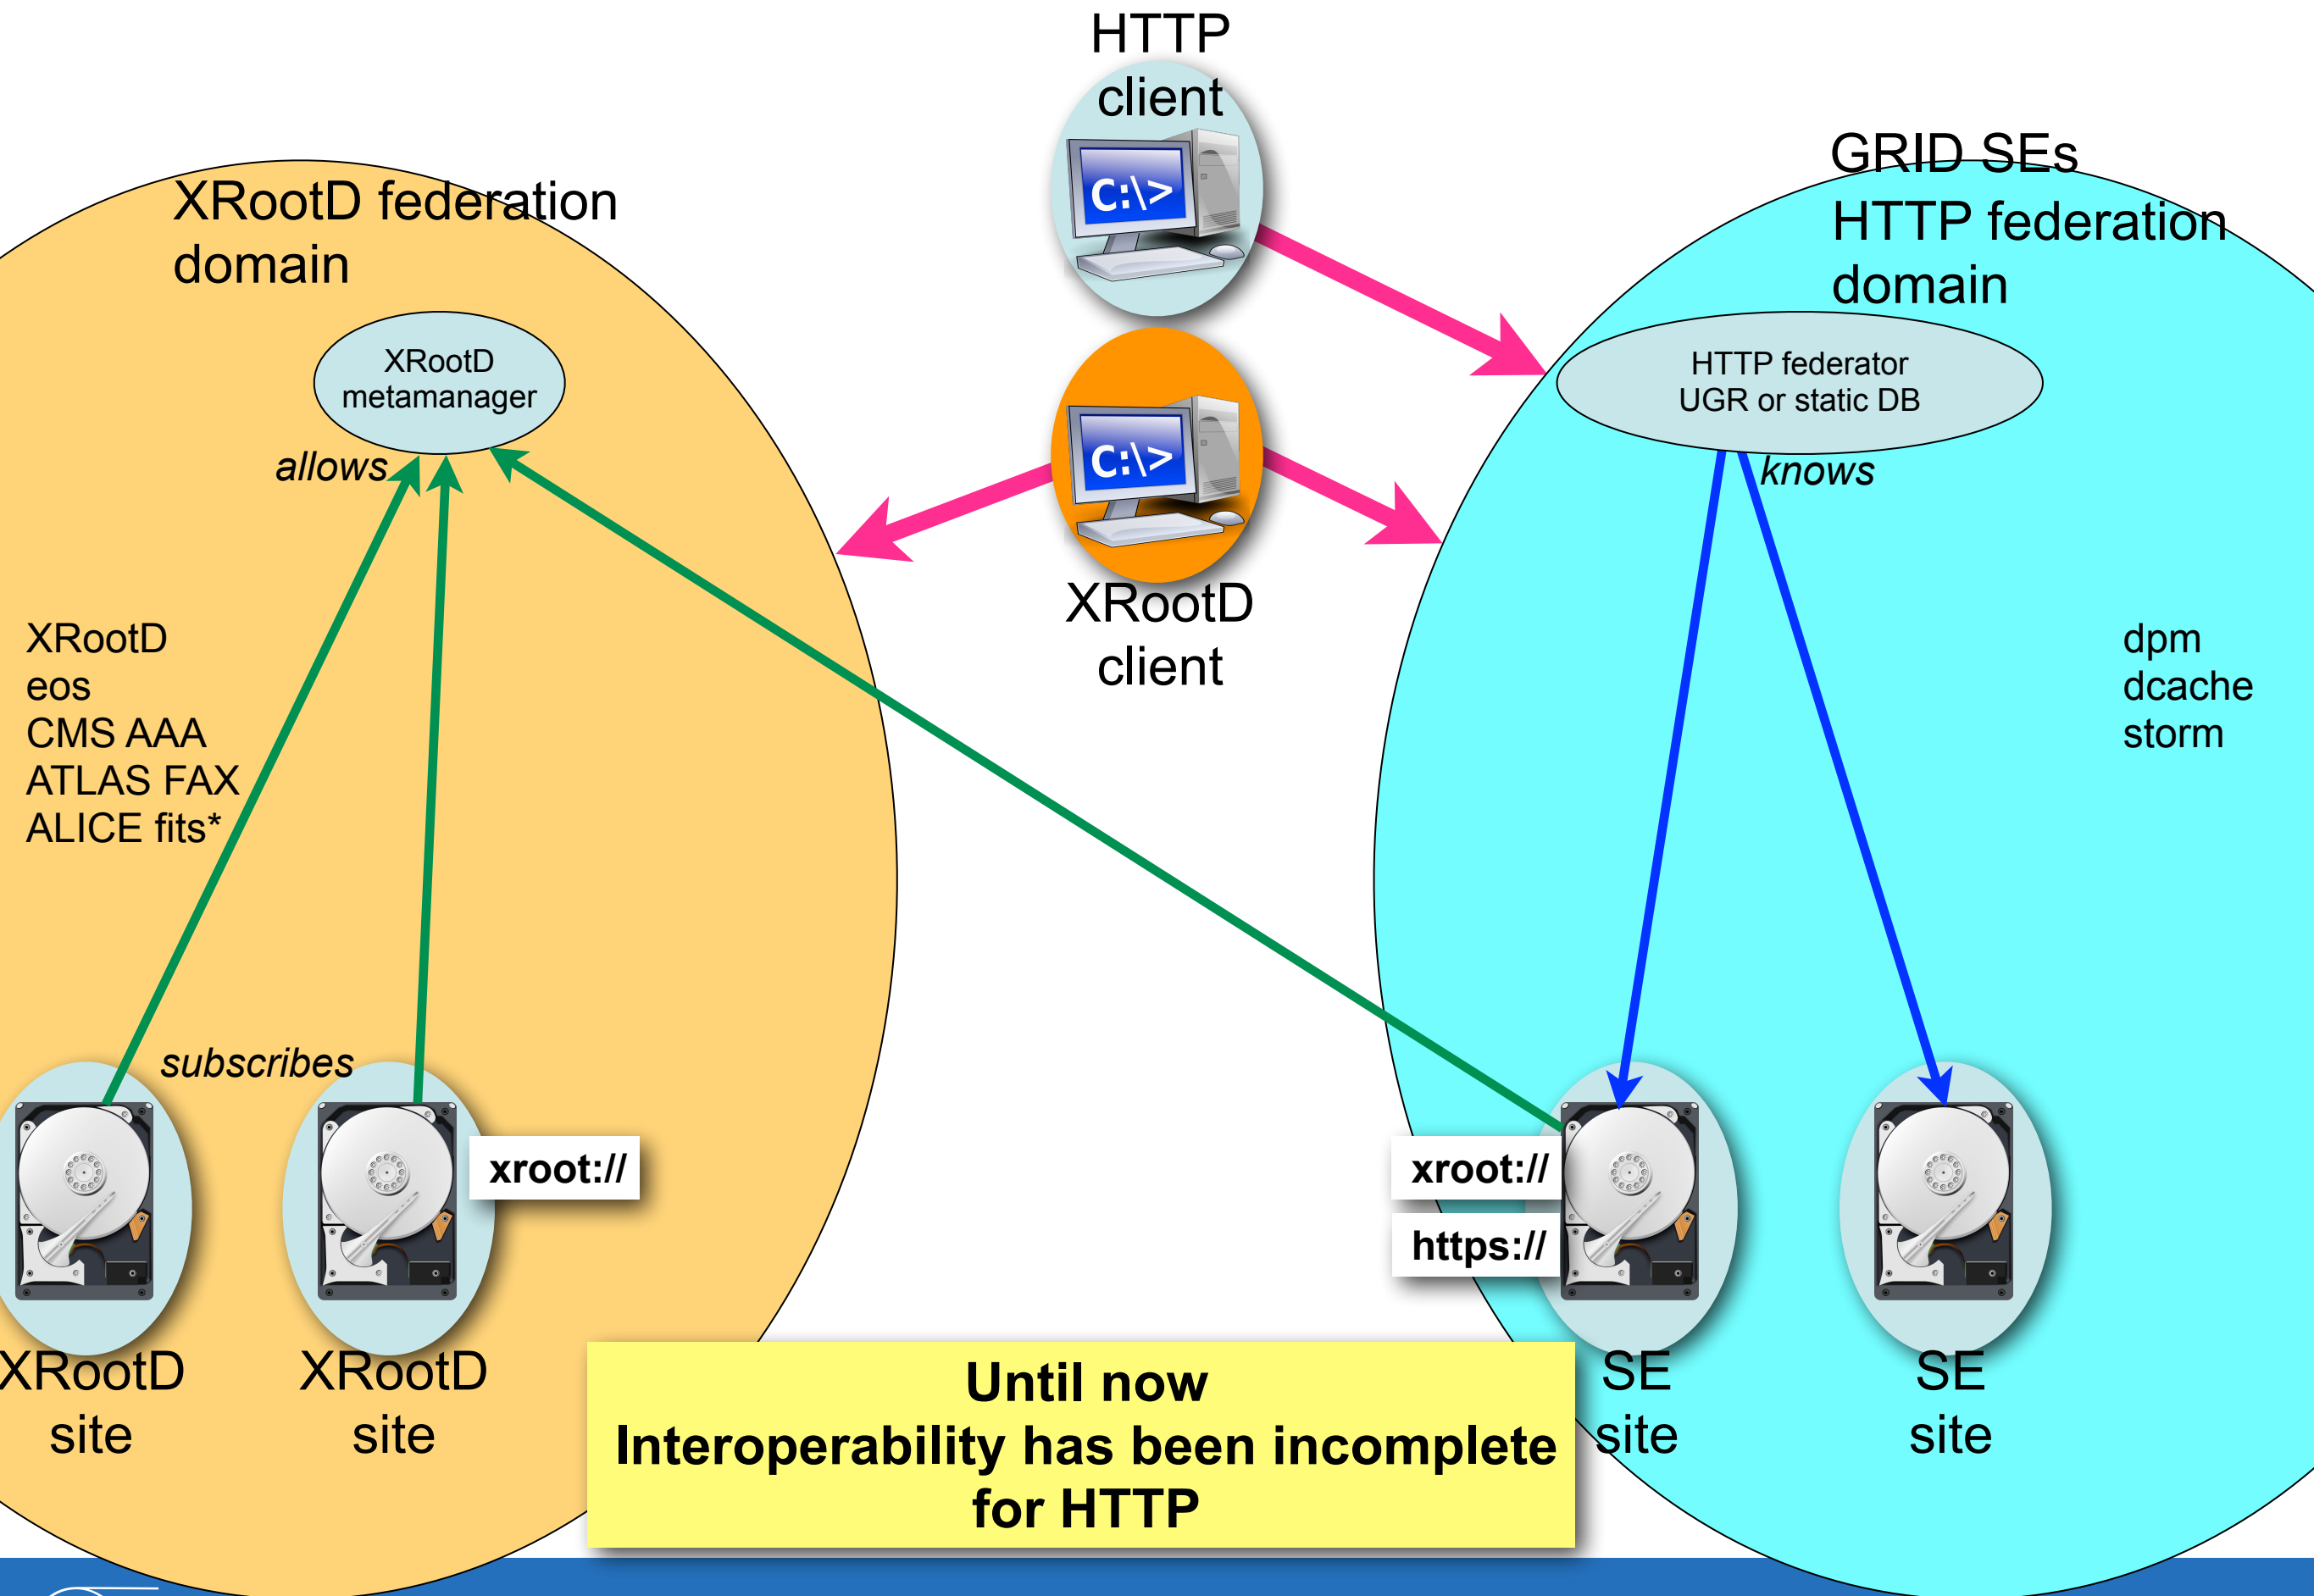 HTTP
client
C:\>
XRootD federation
domain
GRID SEs
HTTP federation
domain
XRootD
metamanager
HTTP federator
UGR or static DB
allows
knows
C:\>
XRootD
client
XRootD
eos
CMS AAA
ATLAS FAX
ALICE fits*
dpm
dcache
storm
subscribes
xroot://
xroot://
https://
XRootD
site
XRootD
site
SE
site
SE
site
Until now
Interoperability has been incomplete
for HTTP